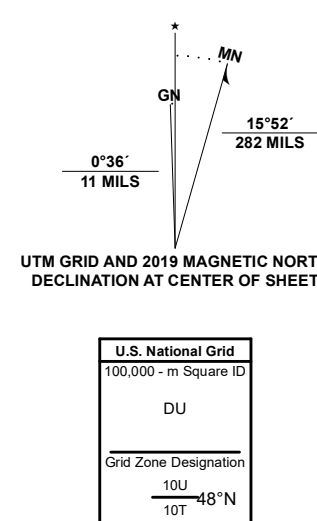 ★
MN
GN
15°52´
282 MILS
0°36´
11 MILS
UTM GRID AND 2019 MAGNETIC NORT
DECLINATION AT CENTER OF SHEET
U.S. National Grid
100,000 - m Square ID
DU
Grid Zone Designation
10U
48°N
10T